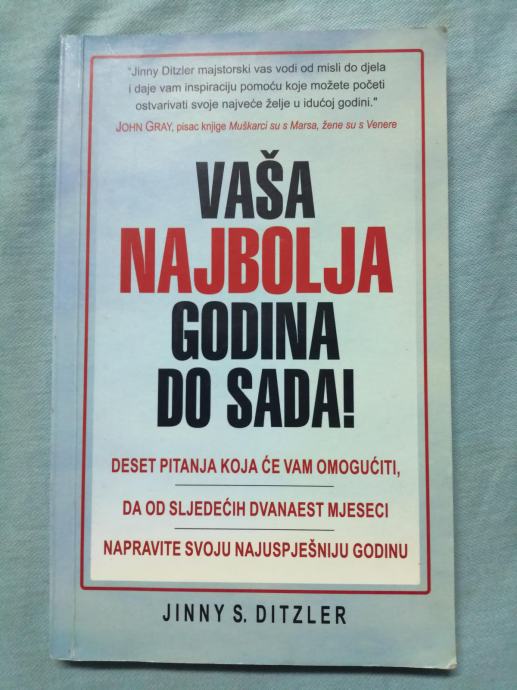 "Jinny Ditzler majstorski vas vodi od misli do djela
i daje vam inspiraciju pomoću koje možete početi
ostvarivati svoje najveće želje u idućoj godini."
JOHN GRAY, pisac knjige Muškarci su s Marsa, žene su s Venere
VAŠA
NAJBOLJA
GODINA
DO SADA!
DESET PITANJA KOJA ĆE VAM OMOGUĆITI,
DA OD SLJEDEĆIH DVANAEST MJESECI
NAPRAVITE SVOJU NAJUSPJEŠNIJU GODINU
JINNY S. DITZLER